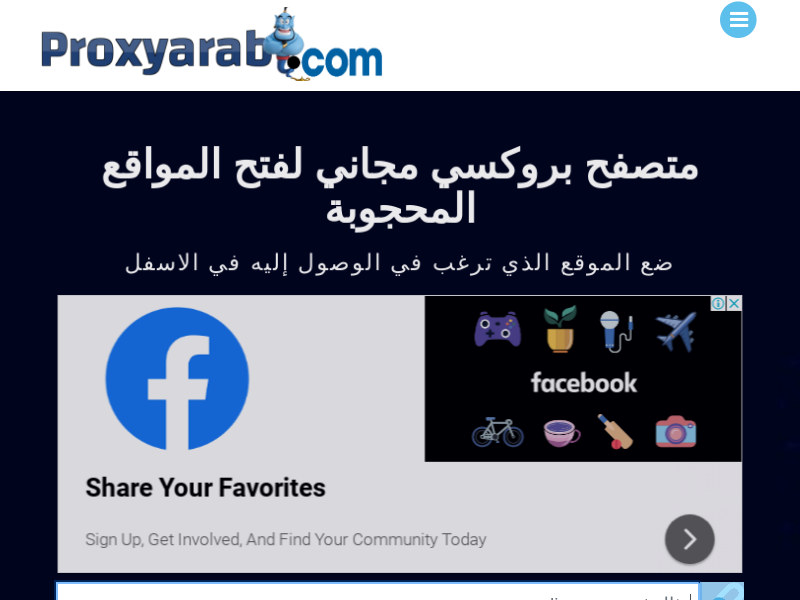 Proxyarab.com
متصفح بروكسي مجاني لفتح المواقع
المحجوبة
ضع الموقع الذي ترغب في الوصول إليه في الاسفل
facebook
Share Your Favorites
Sign Up, Get Involved, And Find Your Community Today